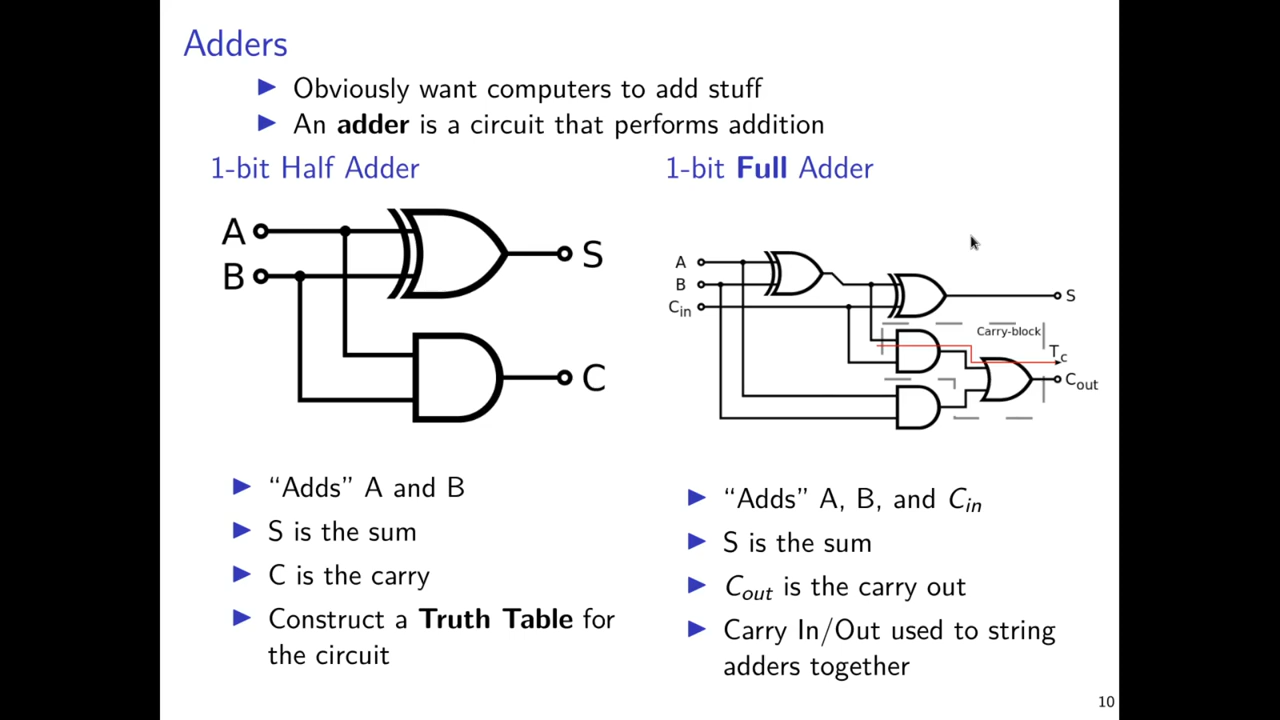 Adders
▶ Obviously want computers to add stuff
▶ An adder is a circuit that performs addition
1-bit Half Adder
A
B
S
C
▶ “Adds” A and B
▶ S is the sum
▶ C is the carry
▶ Construct a Truth Table for
the circuit
1-bit Full Adder
A
B
Cin
S
Carry-block
Tc
Cout
▶ “Adds” A, B, and Cin
▶ S is the sum
▶ Cout is the carry out
▶ Carry In/Out used to string
adders together
10